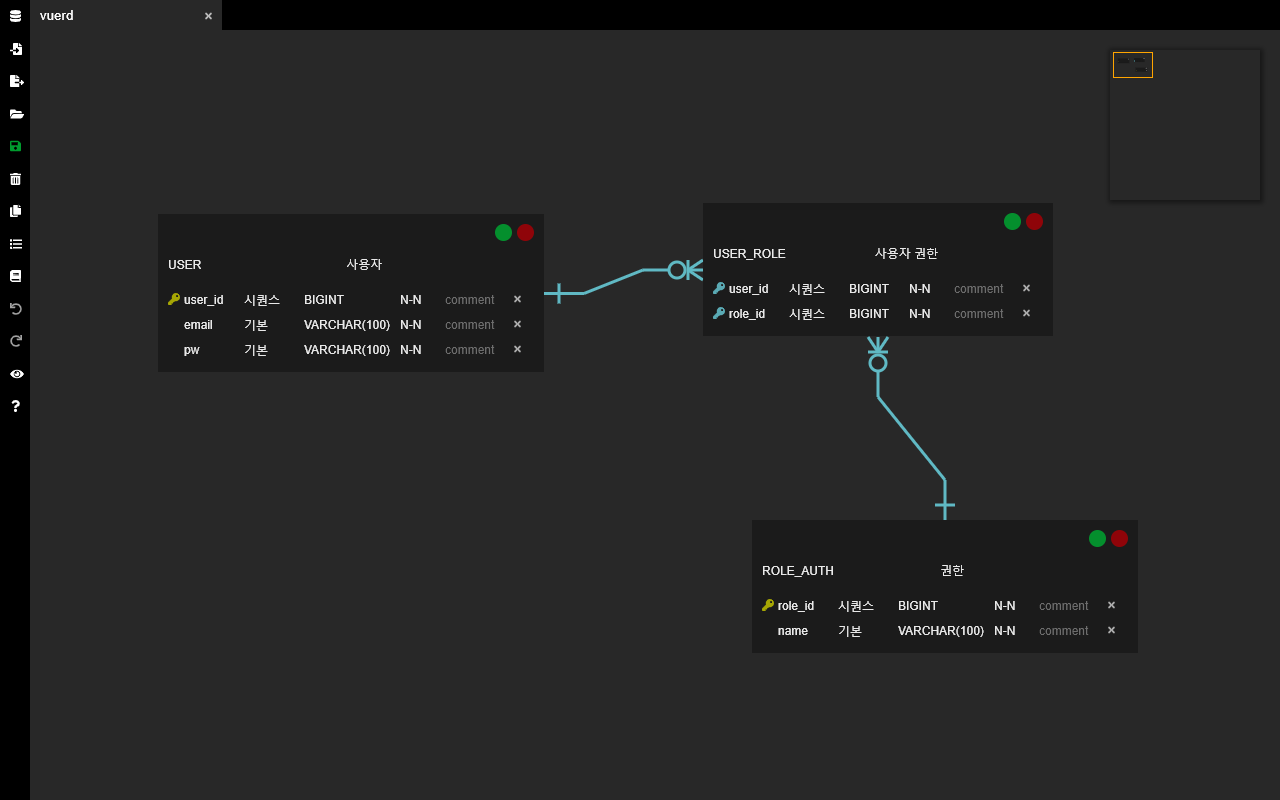 vuerd ×
USER 사용자
user_id 시퀀스 BIGINT N-N comment ×
email 기본 VARCHAR(100) N-N comment ×
pw 기본 VARCHAR(100) N-N comment ×
USER_ROLE 사용자 권한
user_id 시퀀스 BIGINT N-N comment ×
role_id 시퀀스 BIGINT N-N comment ×
ROLE_AUTH 권한
role_id 시퀀스 BIGINT N-N comment ×
name 기본 VARCHAR(100) N-N comment ×